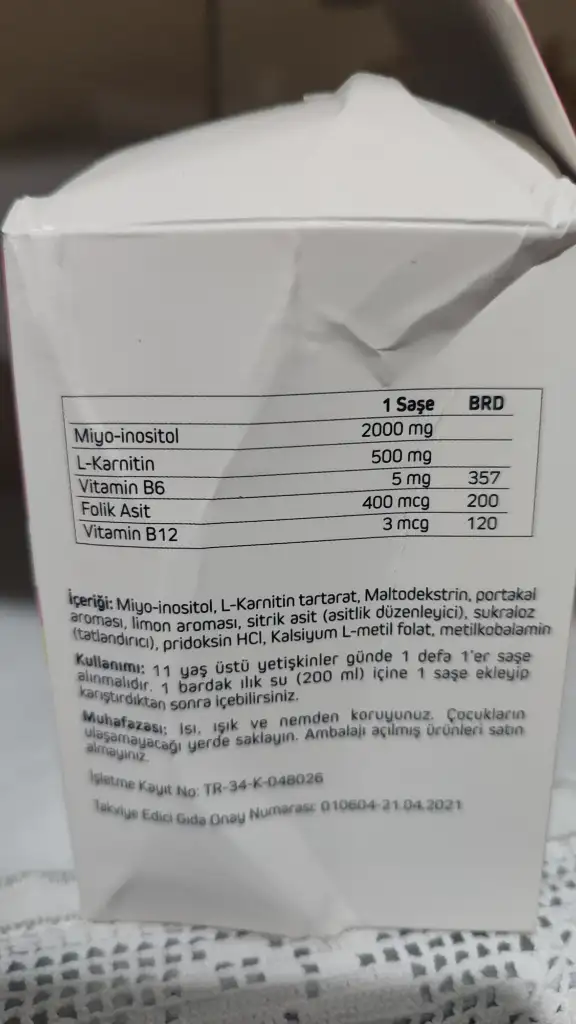 1 Saşe BRD
Miyo-inositol 2000 mg
L-Karnitin 500 mg
Vitamin B6 5 mg 357
Folik Asit 400 mcg 200
Vitamin B12 3 mcg 120
İçeriği: Miyo-inositol, L-Karnitin tartarat, Maltodekstrin, portakal
aroması, limon aroması, sitrik asit (asitlik düzenleyici), sukraloz
(tatlandırıcı), pridoksin HCl, Kalsiyum L-metil folat, metilkobalamin
Kullanımı: 11 yaş üstü yetişkinler günde 1 defa 1'er saşe
alınmalıdır. 1 bardak ılık su (200 ml) içine 1 saşe ekleyip
karıştırdıktan sonra içebilirsiniz.
Muhafazası: Isı, ışık ve nemden koruyunuz. Çocukların
ulaşamayacağı yerde saklayın. Ambalajı açılmış ürünleri satın
almayınız.
İşletme Kayıt No: TR-34-K-048026
Takviye Edici Gıda Onay Numarası: 010604-21.04.2021